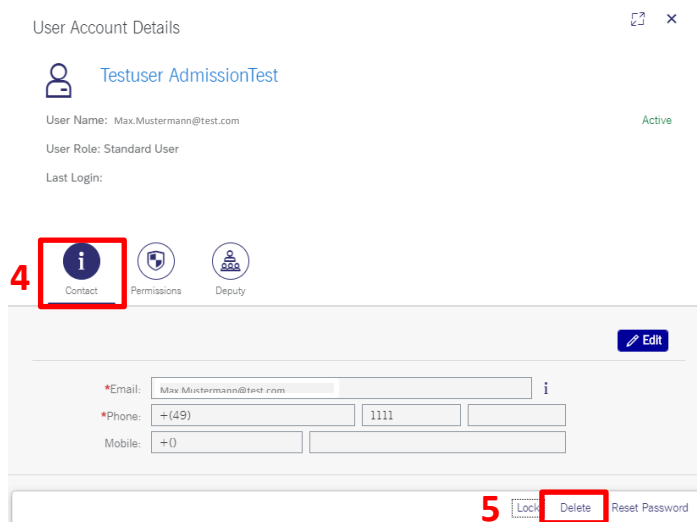 User Account Details
Testuser AdmissionTest
User Name: Max.Mustermann@test.com
Active
User Role: Standard User
Last Login:
4
i
Contact
Permissions
Deputy
Edit
*Email: Max.Mustermann@test.com i
*Phone: +(49) 1111
Mobile: +()
5 Lock Delete Reset Password